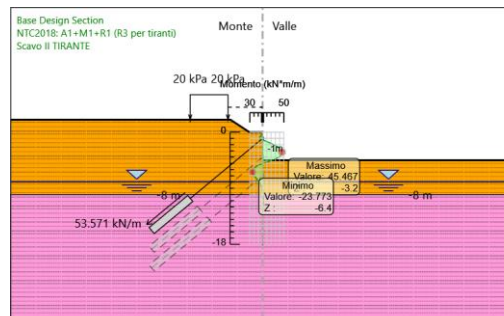 Base Design Section
NTC2018: A1+M1+R1 (R3 per tiranti)
Scavo II TIRANTE
Monte Valle
20 kPa 20 kPa
Momento (kN*m/m)
30 50
0
-1m
Massimo
Valore: 45.467
-3.2
Minimo
Valore: -23.773
Z : -6.4
-8 m -8 m
53.571 kN/m
-18